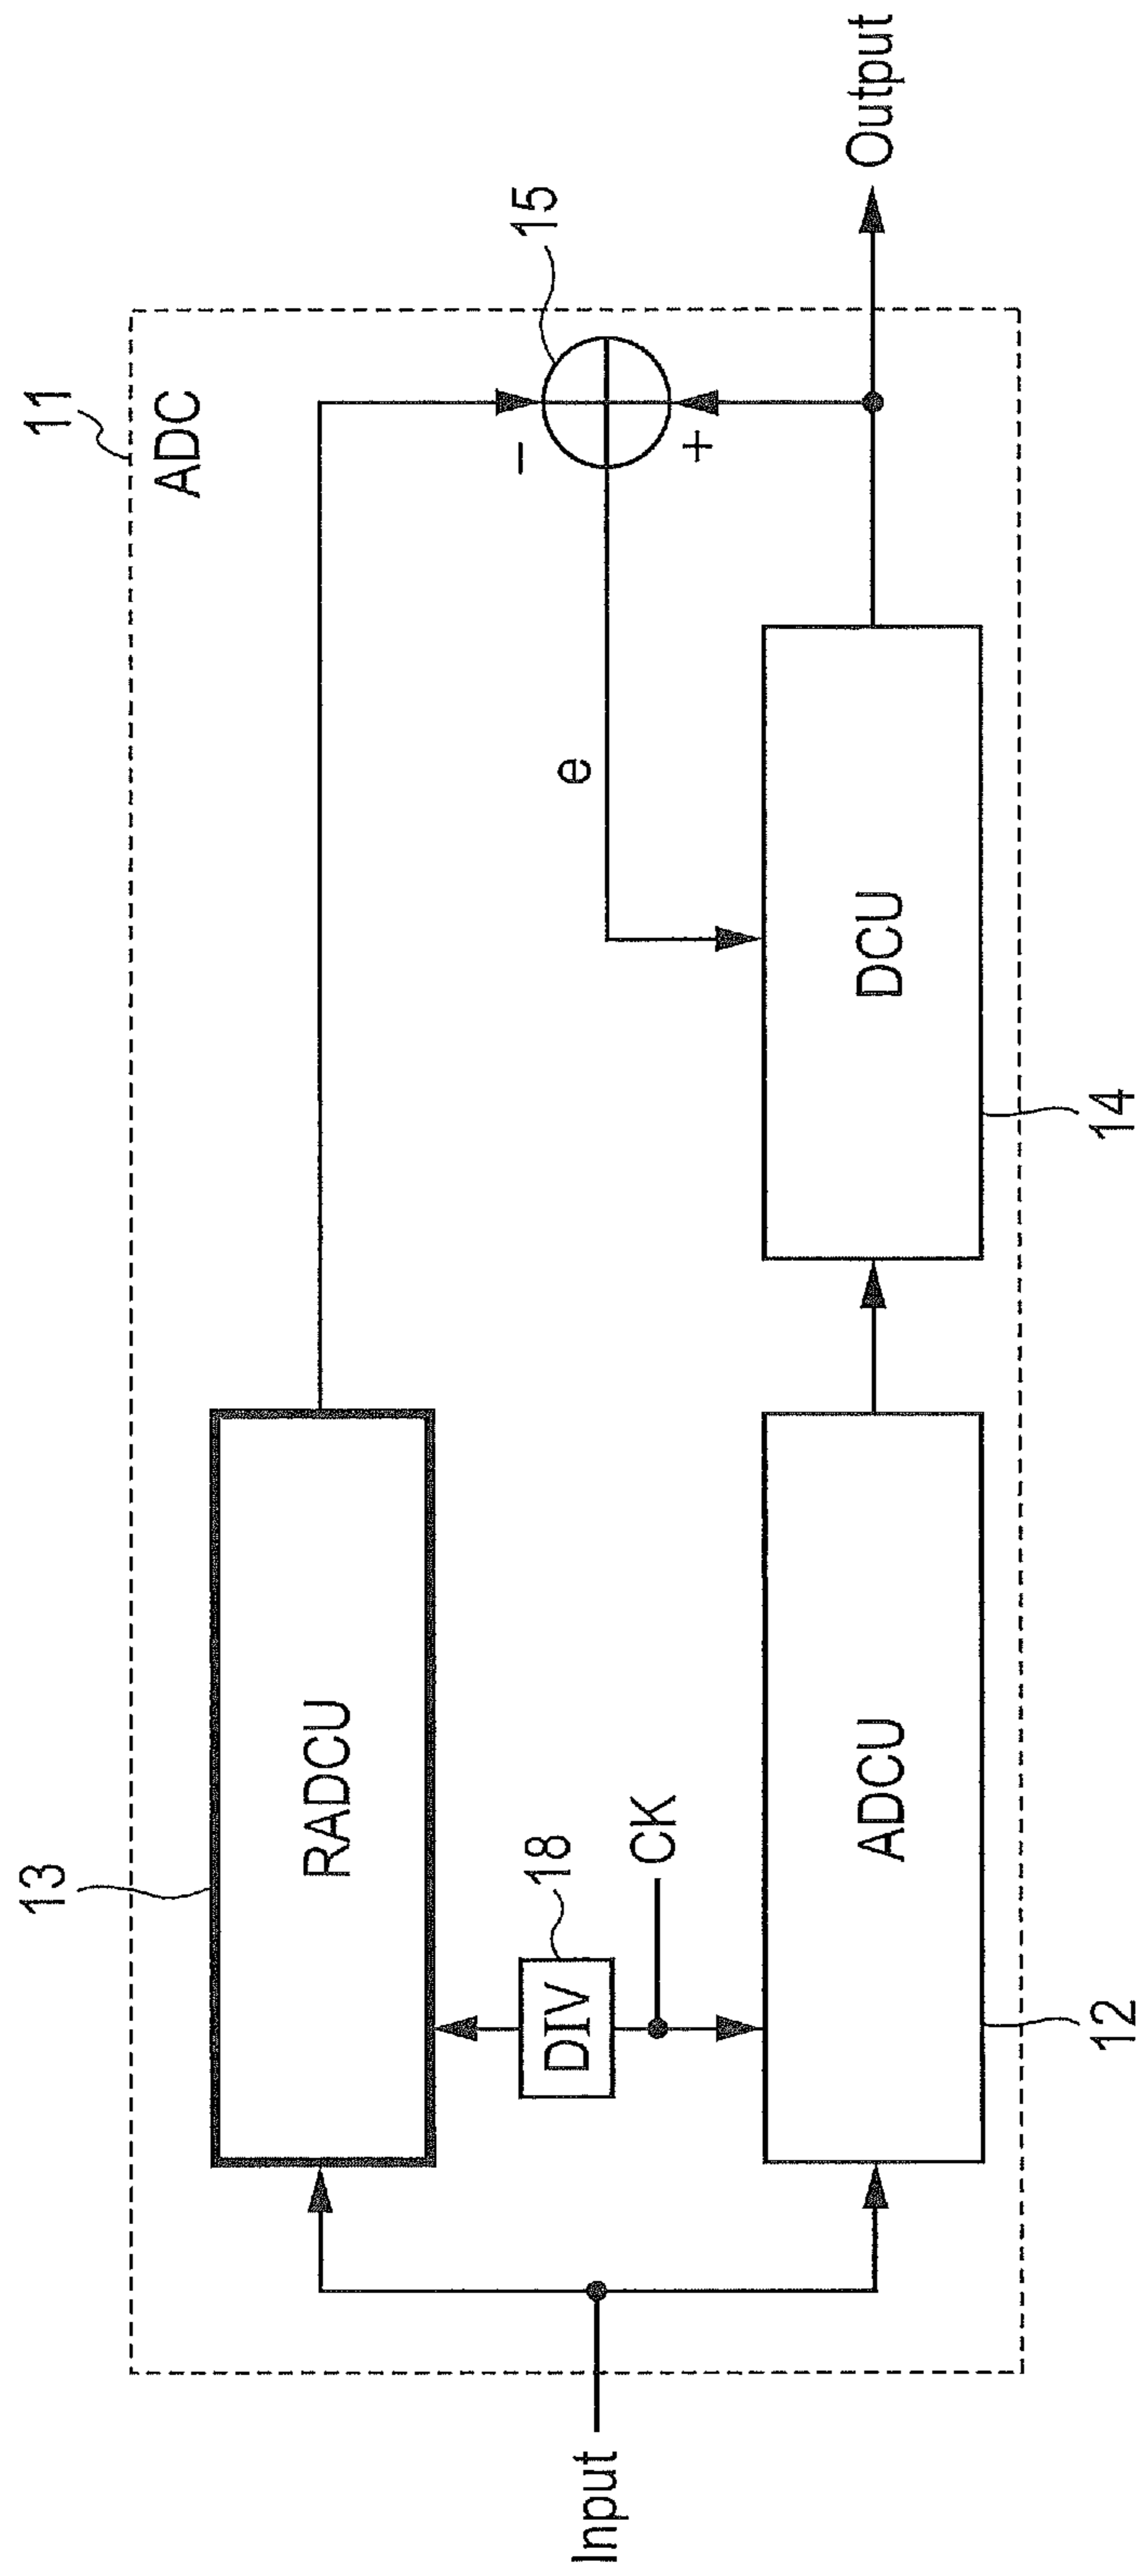 11
ADC
13
RADCU
15
−
+
e
Input
DIV
18
CK
ADCU
12
DCU
14
Output